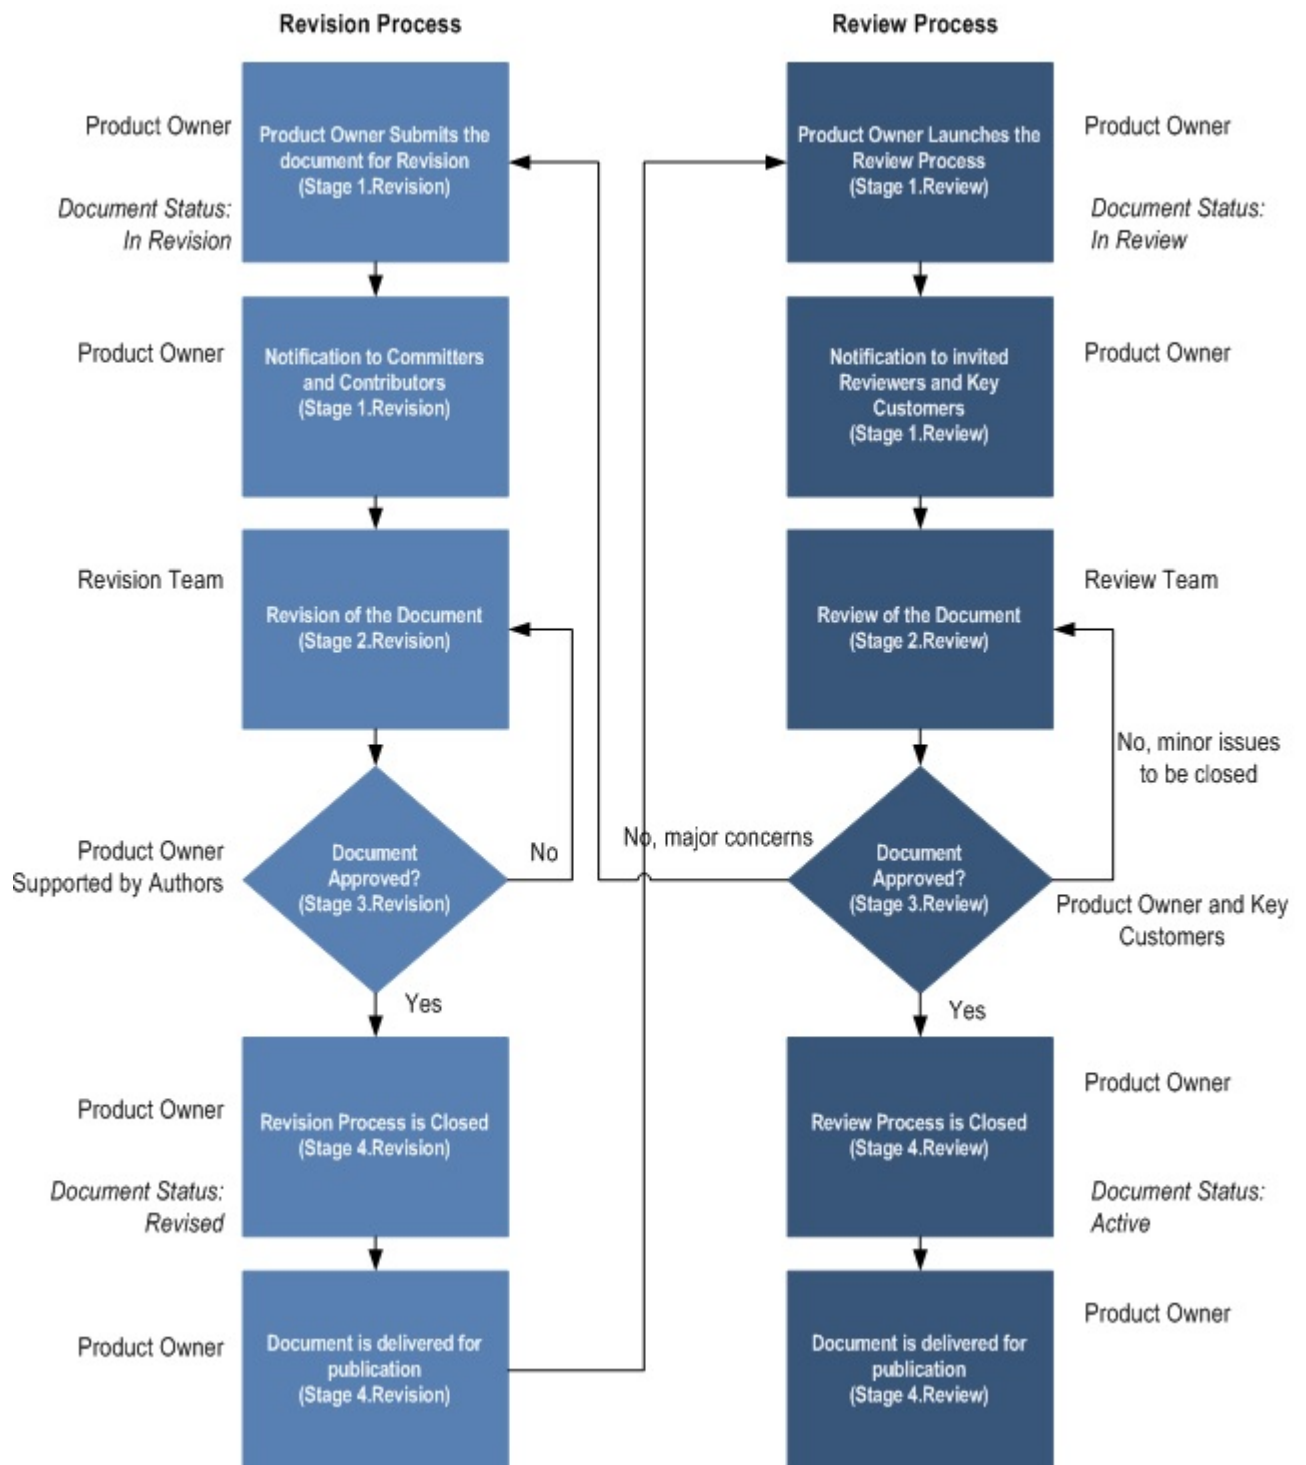 Revision Process
Review Process
Product Owner
Document Status:
In Revision
Product Owner Submits the
document for Revision
(Stage 1.Revision)
Product Owner Launches the
Review Process
(Stage 1.Review)
Product Owner
Document Status:
In Review
Product Owner
Notification to Committers
and Contributors
(Stage 1.Revision)
Notification to invited
Reviewers and Key
Customers
(Stage 1.Review)
Product Owner
Revision Team
Revision of the Document
(Stage 2.Revision)
Review of the Document
(Stage 2.Review)
Review Team
No, minor issues
to be closed
Product Owner
Supported by Authors
Document
Approved?
(Stage 3.Revision)
No
No, major concerns
Document
Approved?
(Stage 3.Review)
Product Owner and Key
Customers
Yes
Yes
Product Owner
Document Status:
Revised
Revision Process is Closed
(Stage 4.Revision)
Review Process is Closed
(Stage 4.Review)
Product Owner
Document Status:
Active
Product Owner
Document is delivered for
publication
(Stage 4.Revision)
Document is delivered for
publication
(Stage 4.Review)
Product Owner